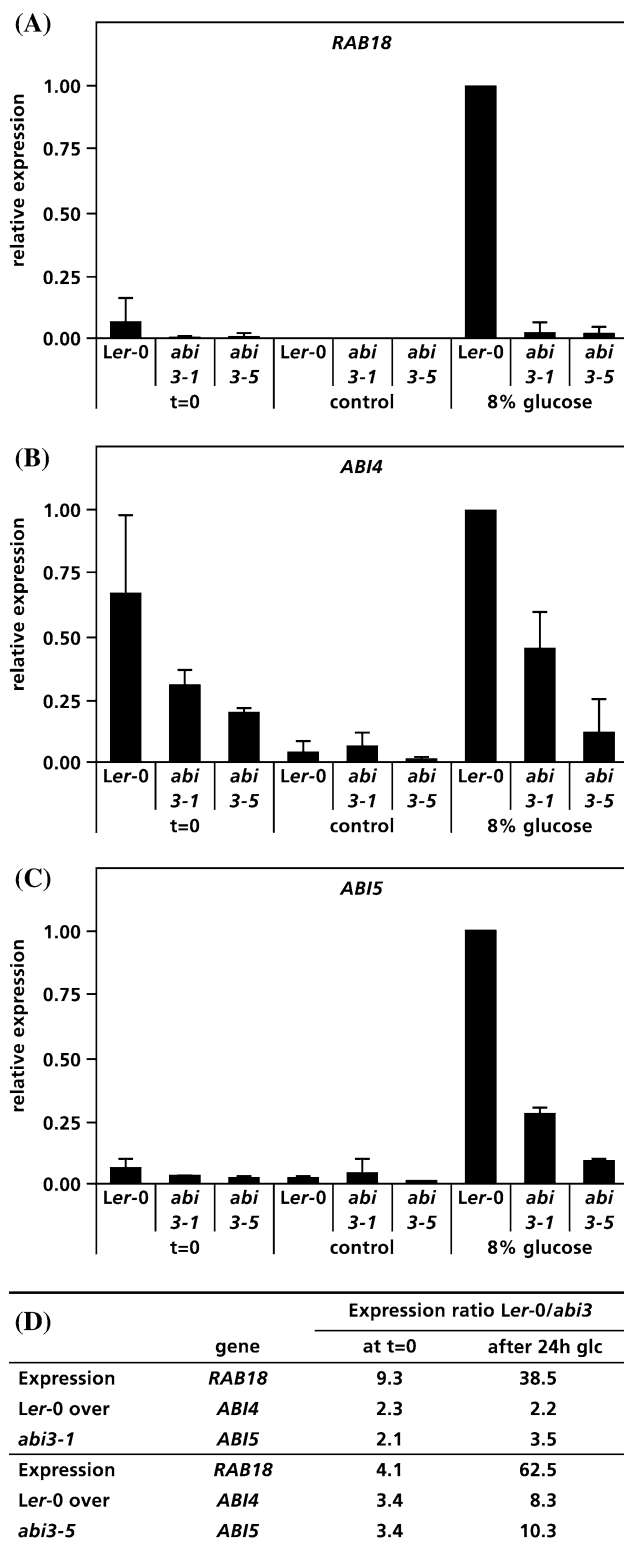 (A)
RAB18
relative expression
1.00
0.75
0.50
0.25
0.00
Ler-0 abi 3-1 abi 3-5 Ler-0 abi 3-1 abi 3-5 Ler-0 abi 3-1 abi 3-5
t=0 control 8% glucose
(B)
ABI4
relative expression
1.00
0.75
0.50
0.25
0.00
Ler-0 abi 3-1 abi 3-5 Ler-0 abi 3-1 abi 3-5 Ler-0 abi 3-1 abi 3-5
t=0 control 8% glucose
(C)
ABI5
relative expression
1.00
0.75
0.50
0.25
0.00
Ler-0 abi 3-1 abi 3-5 Ler-0 abi 3-1 abi 3-5 Ler-0 abi 3-1 abi 3-5
t=0 control 8% glucose
(D) Expression ratio Ler-0/abi3
gene at t=0 after 24h glc
Expression RAB18 9.3 38.5
Ler-0 over ABI4 2.3 2.2
abi3-1 ABI5 2.1 3.5
Expression RAB18 4.1 62.5
Ler-0 over ABI4 3.4 8.3
abi3-5 ABI5 3.4 10.3